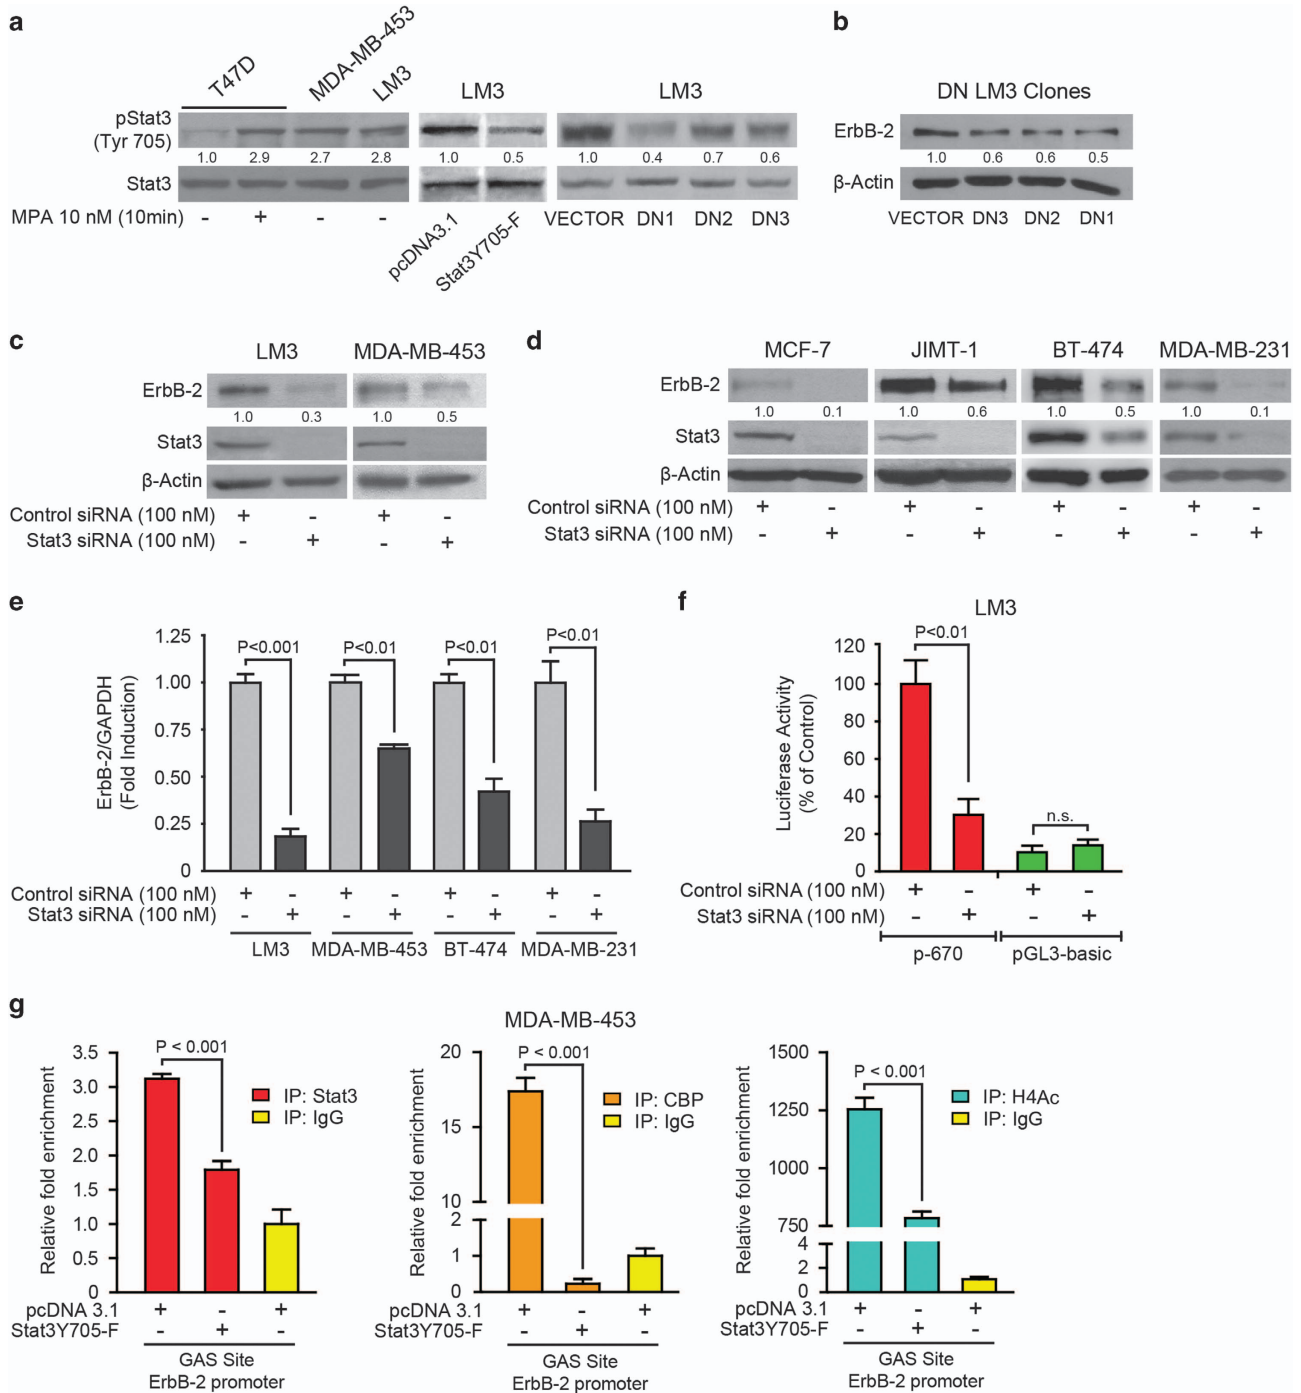 a
T47D
MDA-MB-453
LM3
LM3
LM3
pStat3
(Tyr 705)
1.0 2.9 2.7 2.8 1.0 0.5 1.0 0.4 0.7 0.6
Stat3
MPA 10 nM (10min) - + - -
pcDNA3.1
Stat3Y705-F
VECTOR DN1 DN2 DN3
b
DN LM3 Clones
ErbB-2
1.0 0.6 0.6 0.5
β-Actin
VECTOR DN3 DN2 DN1
c
LM3 MDA-MB-453
ErbB-2
1.0 0.3 1.0 0.5
Stat3
β-Actin
Control siRNA (100 nM) + - + -
Stat3 siRNA (100 nM) - + - +
d
MCF-7 JIMT-1 BT-474 MDA-MB-231
ErbB-2
1.0 0.1 1.0 0.6 1.0 0.5 1.0 0.1
Stat3
β-Actin
Control siRNA (100 nM) + - + - + - + -
Stat3 siRNA (100 nM) - + - + - + - +
e
ErbB-2/GAPDH
(Fold Induction)
1.25
1.00
0.75
0.50
0.25
0
P<0.001 P<0.01 P<0.01 P<0.01
Control siRNA (100 nM) + - + - + - + -
Stat3 siRNA (100 nM) - + - + - + - +
LM3 MDA-MB-453 BT-474 MDA-MB-231
f
LM3
Luciferase Activity
(% of Control)
120
100
80
60
40
20
0
P<0.01
n.s.
Control siRNA (100 nM) + - + -
Stat3 siRNA (100 nM) - + - +
p-670 pGL3-basic
g
MDA-MB-453
Relative fold enrichment
3.5
3.0
2.5
2.0
1.5
1.0
0.5
0
P < 0.001
IP: Stat3
IP: IgG
pcDNA 3.1 + - +
Stat3Y705-F - + -
GAS Site
ErbB-2 promoter
Relative fold enrichment
20
15
10
2
1
0
P < 0.001
IP: CBP
IP: IgG
pcDNA 3.1 + - +
Stat3Y705-F - + -
GAS Site
ErbB-2 promoter
Relative fold enrichment
1500
1250
1000
750
4
2
0
P < 0.001
IP: H4Ac
IP: IgG
pcDNA 3.1 + - +
Stat3Y705-F - + -
GAS Site
ErbB-2 promoter